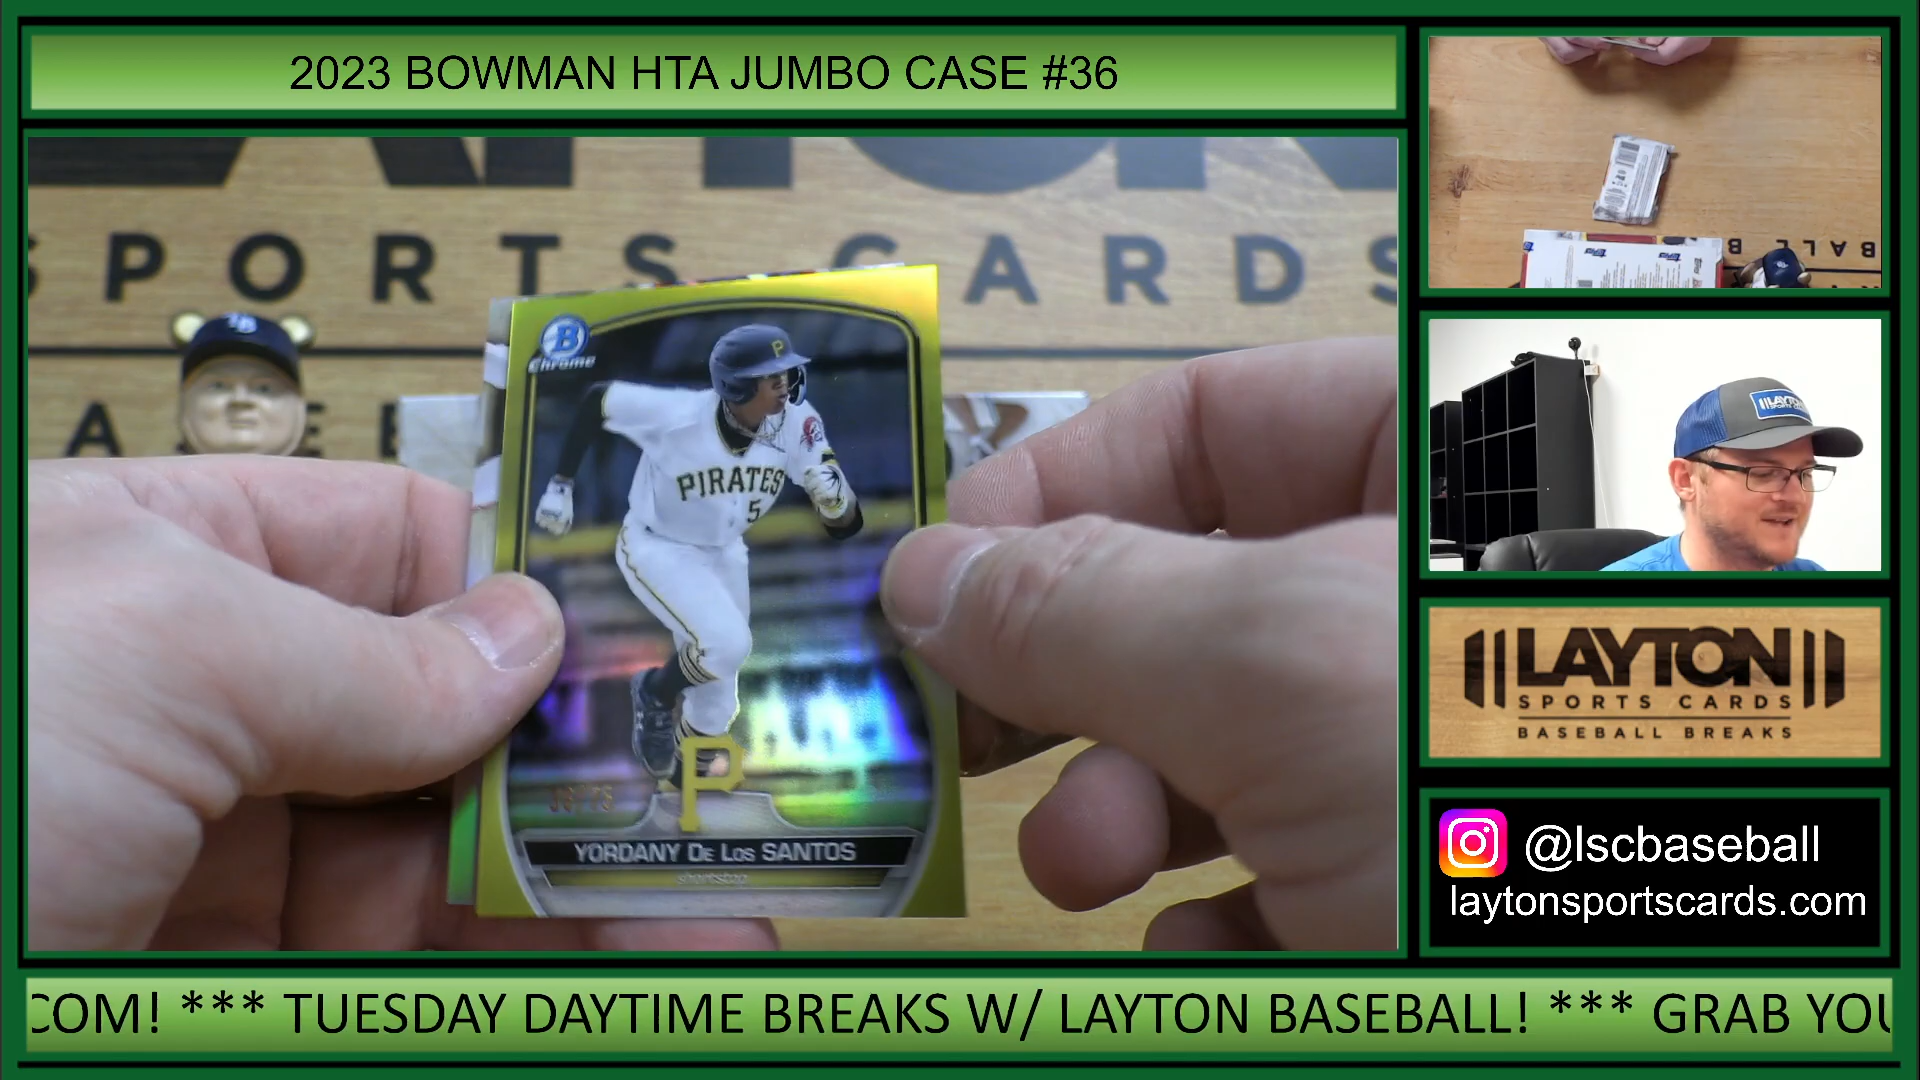 2023 BOWMAN HTA JUMBO CASE #36
SPORTS CARDS
B
Chrome
P
PIRATES
5
P
YORDANY De Los SANTOS
shortstop
LAYTON
SPORTS CARDS
BASEBALL BREAKS
@lscbaseball
laytonsportscards.com
COM! *** TUESDAY DAYTIME BREAKS W/ LAYTON BASEBALL! *** GRAB YOU